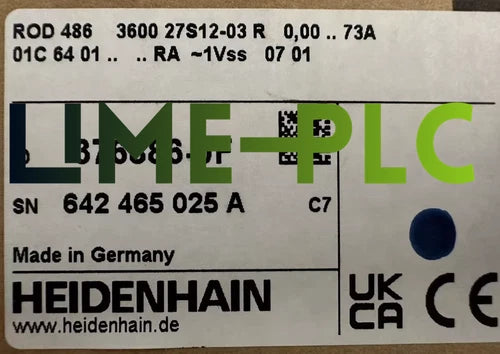 ROD 486 3600 27S12-03 R 0,00 .. 73A
01C 64 01 .. .. RA ~1Vss 07 01
LIME-PLC
SN 642 465 025 A C7
Made in Germany
HEIDENHAIN
www.heidenhain.de
UK CA CE